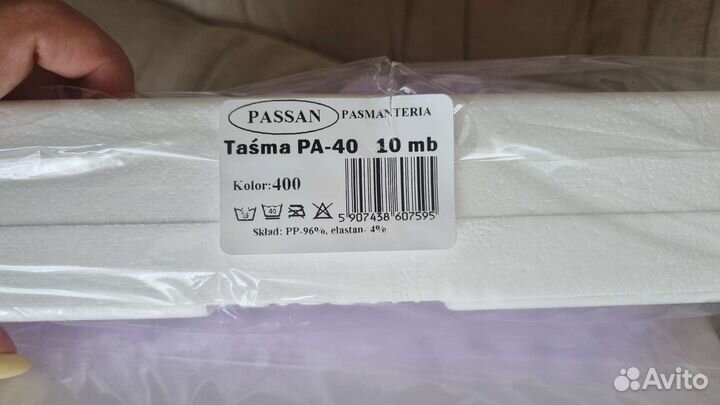 PASSAN PASMANTERIA
Taśma PA-40 10 mb
Kolor:400
40
5 907438 607595
Skład: PP-96%, elastan- 4%
Avito